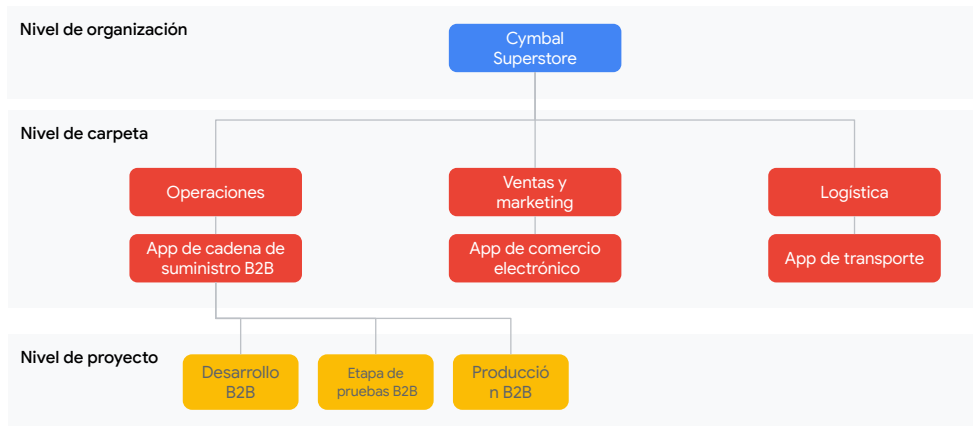 Nivel de organización
Cymbal
Superstore
Nivel de carpeta
Operaciones
Ventas y
marketing
Logística
App de cadena de
suministro B2B
App de comercio
electrónico
App de transporte
Nivel de proyecto
Desarrollo
B2B
Etapa de
pruebas B2B
Producció
n B2B